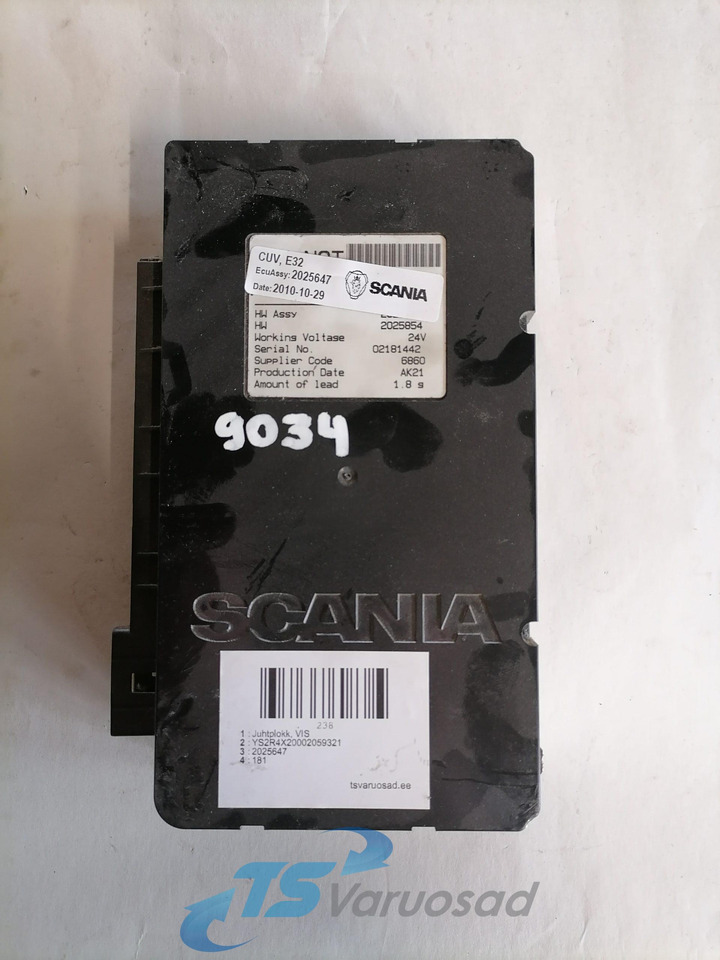 CUV, E32
EcuAssy: 2025647
Date: 2010-10-29
SCANIA
HW Assy
HW 2025854
Working Voltage 24V
Serial No. 02181442
Supplier Code 6860
Production Date AK21
Amount of lead 1.8 g
9034
SCANIA
238
1 : Juhtplokk, VIS
2 : YS2R4X20002059321
3 : 2025647
4 : 181
tsvaruosad.ee
TS Varuosad